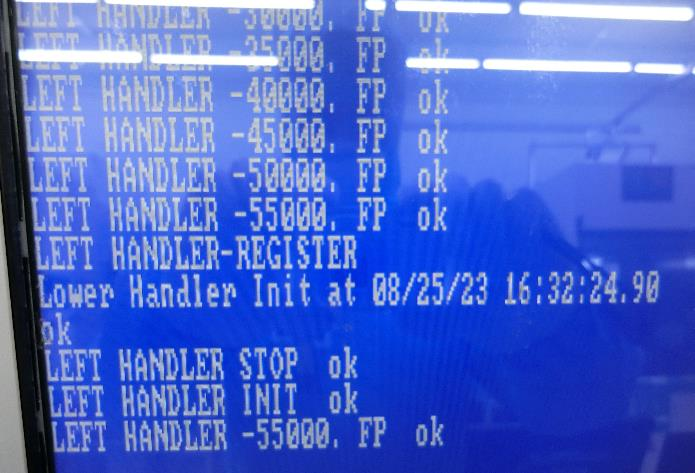 LEFT HANDLER -30000. FP ok
LEFT HANDLER -35000. FP ok
LEFT HANDLER -40000. FP ok
LEFT HANDLER -45000. FP ok
LEFT HANDLER -50000. FP ok
LEFT HANDLER -55000. FP ok
LEFT HANDLER-REGISTER
Lower Handler Init at 08/25/23 16:32:24.90
ok
LEFT HANDLER STOP ok
LEFT HANDLER INIT ok
LEFT HANDLER -55000. FP ok